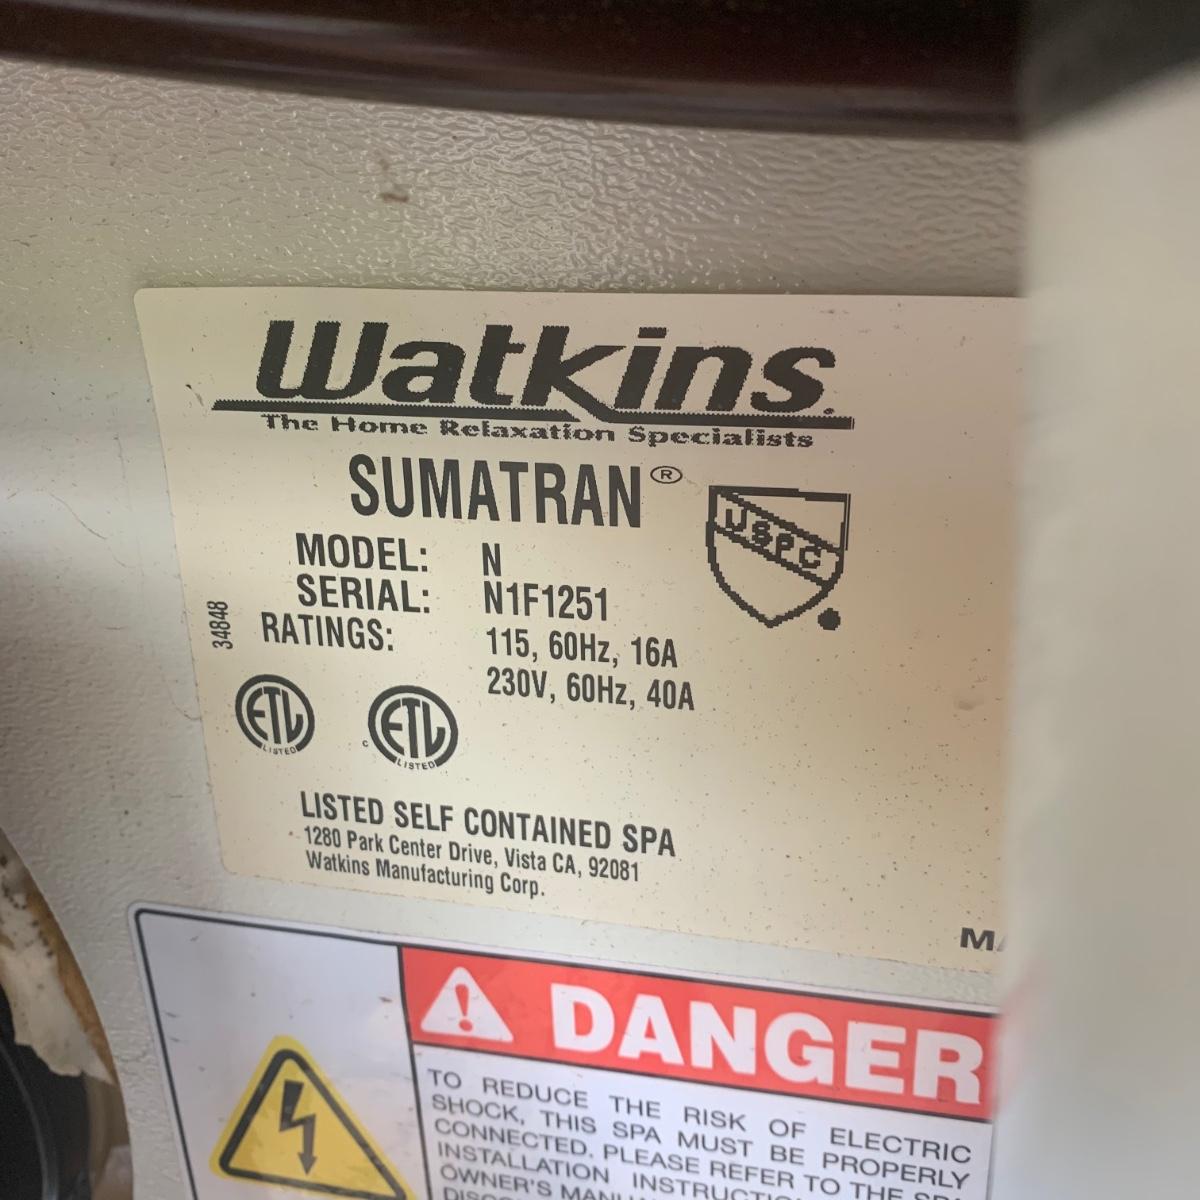 Watkins.
The Home Relaxation Specialists
SUMATRAN®
USPC
MODEL: N
SERIAL: N1F1251
RATINGS: 115, 60Hz, 16A
230V, 60Hz, 40A
34848
ETL LISTED
C ETL LISTED
LISTED SELF CONTAINED SPA
1280 Park Center Drive, Vista CA, 92081
Watkins Manufacturing Corp.
DANGER
TO REDUCE THE RISK OF ELECTRIC
SHOCK, THIS SPA MUST BE PROPERLY
CONNECTED. PLEASE REFER TO THE
INSTALLATION
OWNER'S